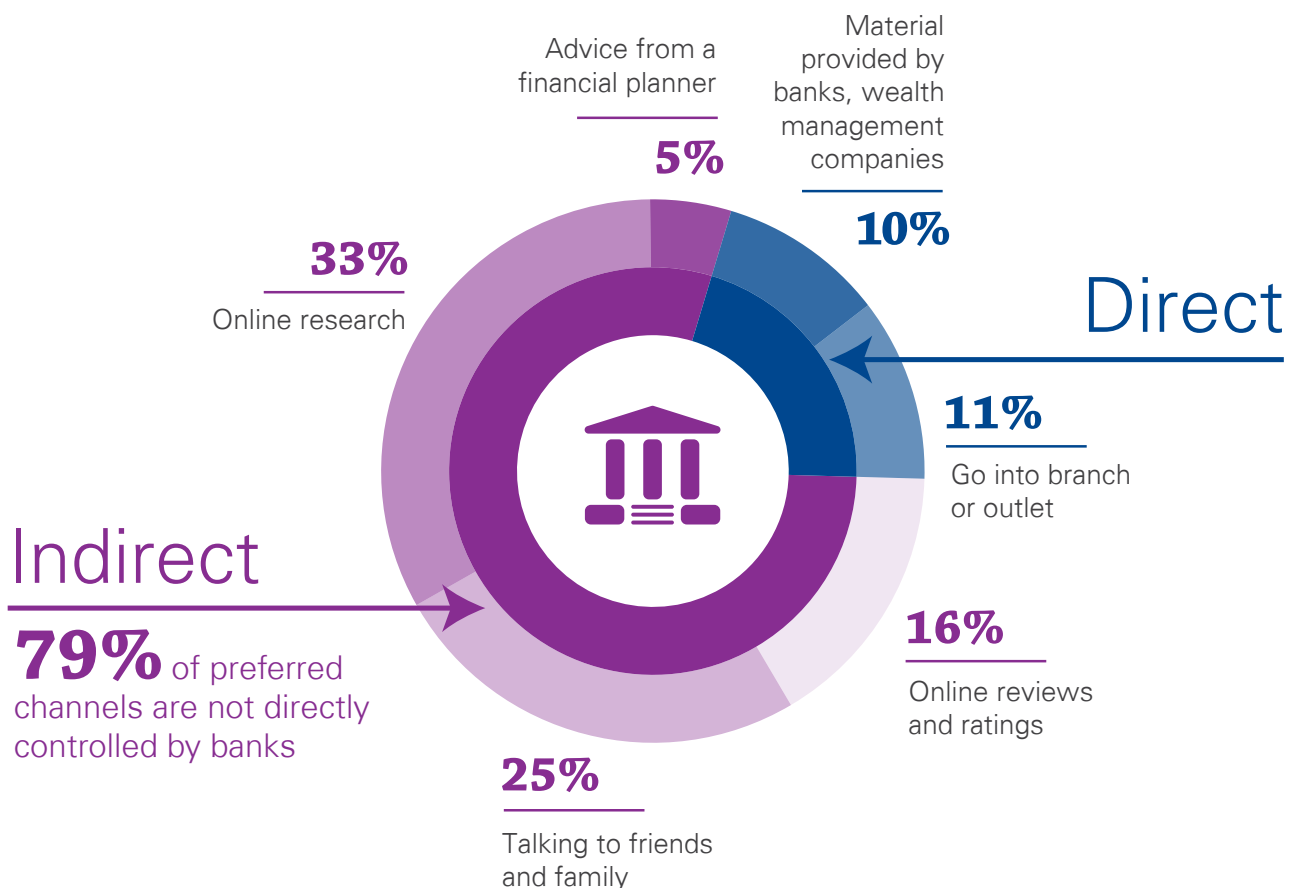 Advice from a
financial planner
5%
Material
provided by
banks, wealth
management
companies
10%
33%
Online research
Direct
11%
Go into branch
or outlet
Indirect
79% of preferred
channels are not directly
controlled by banks
16%
Online reviews
and ratings
25%
Talking to friends
and family